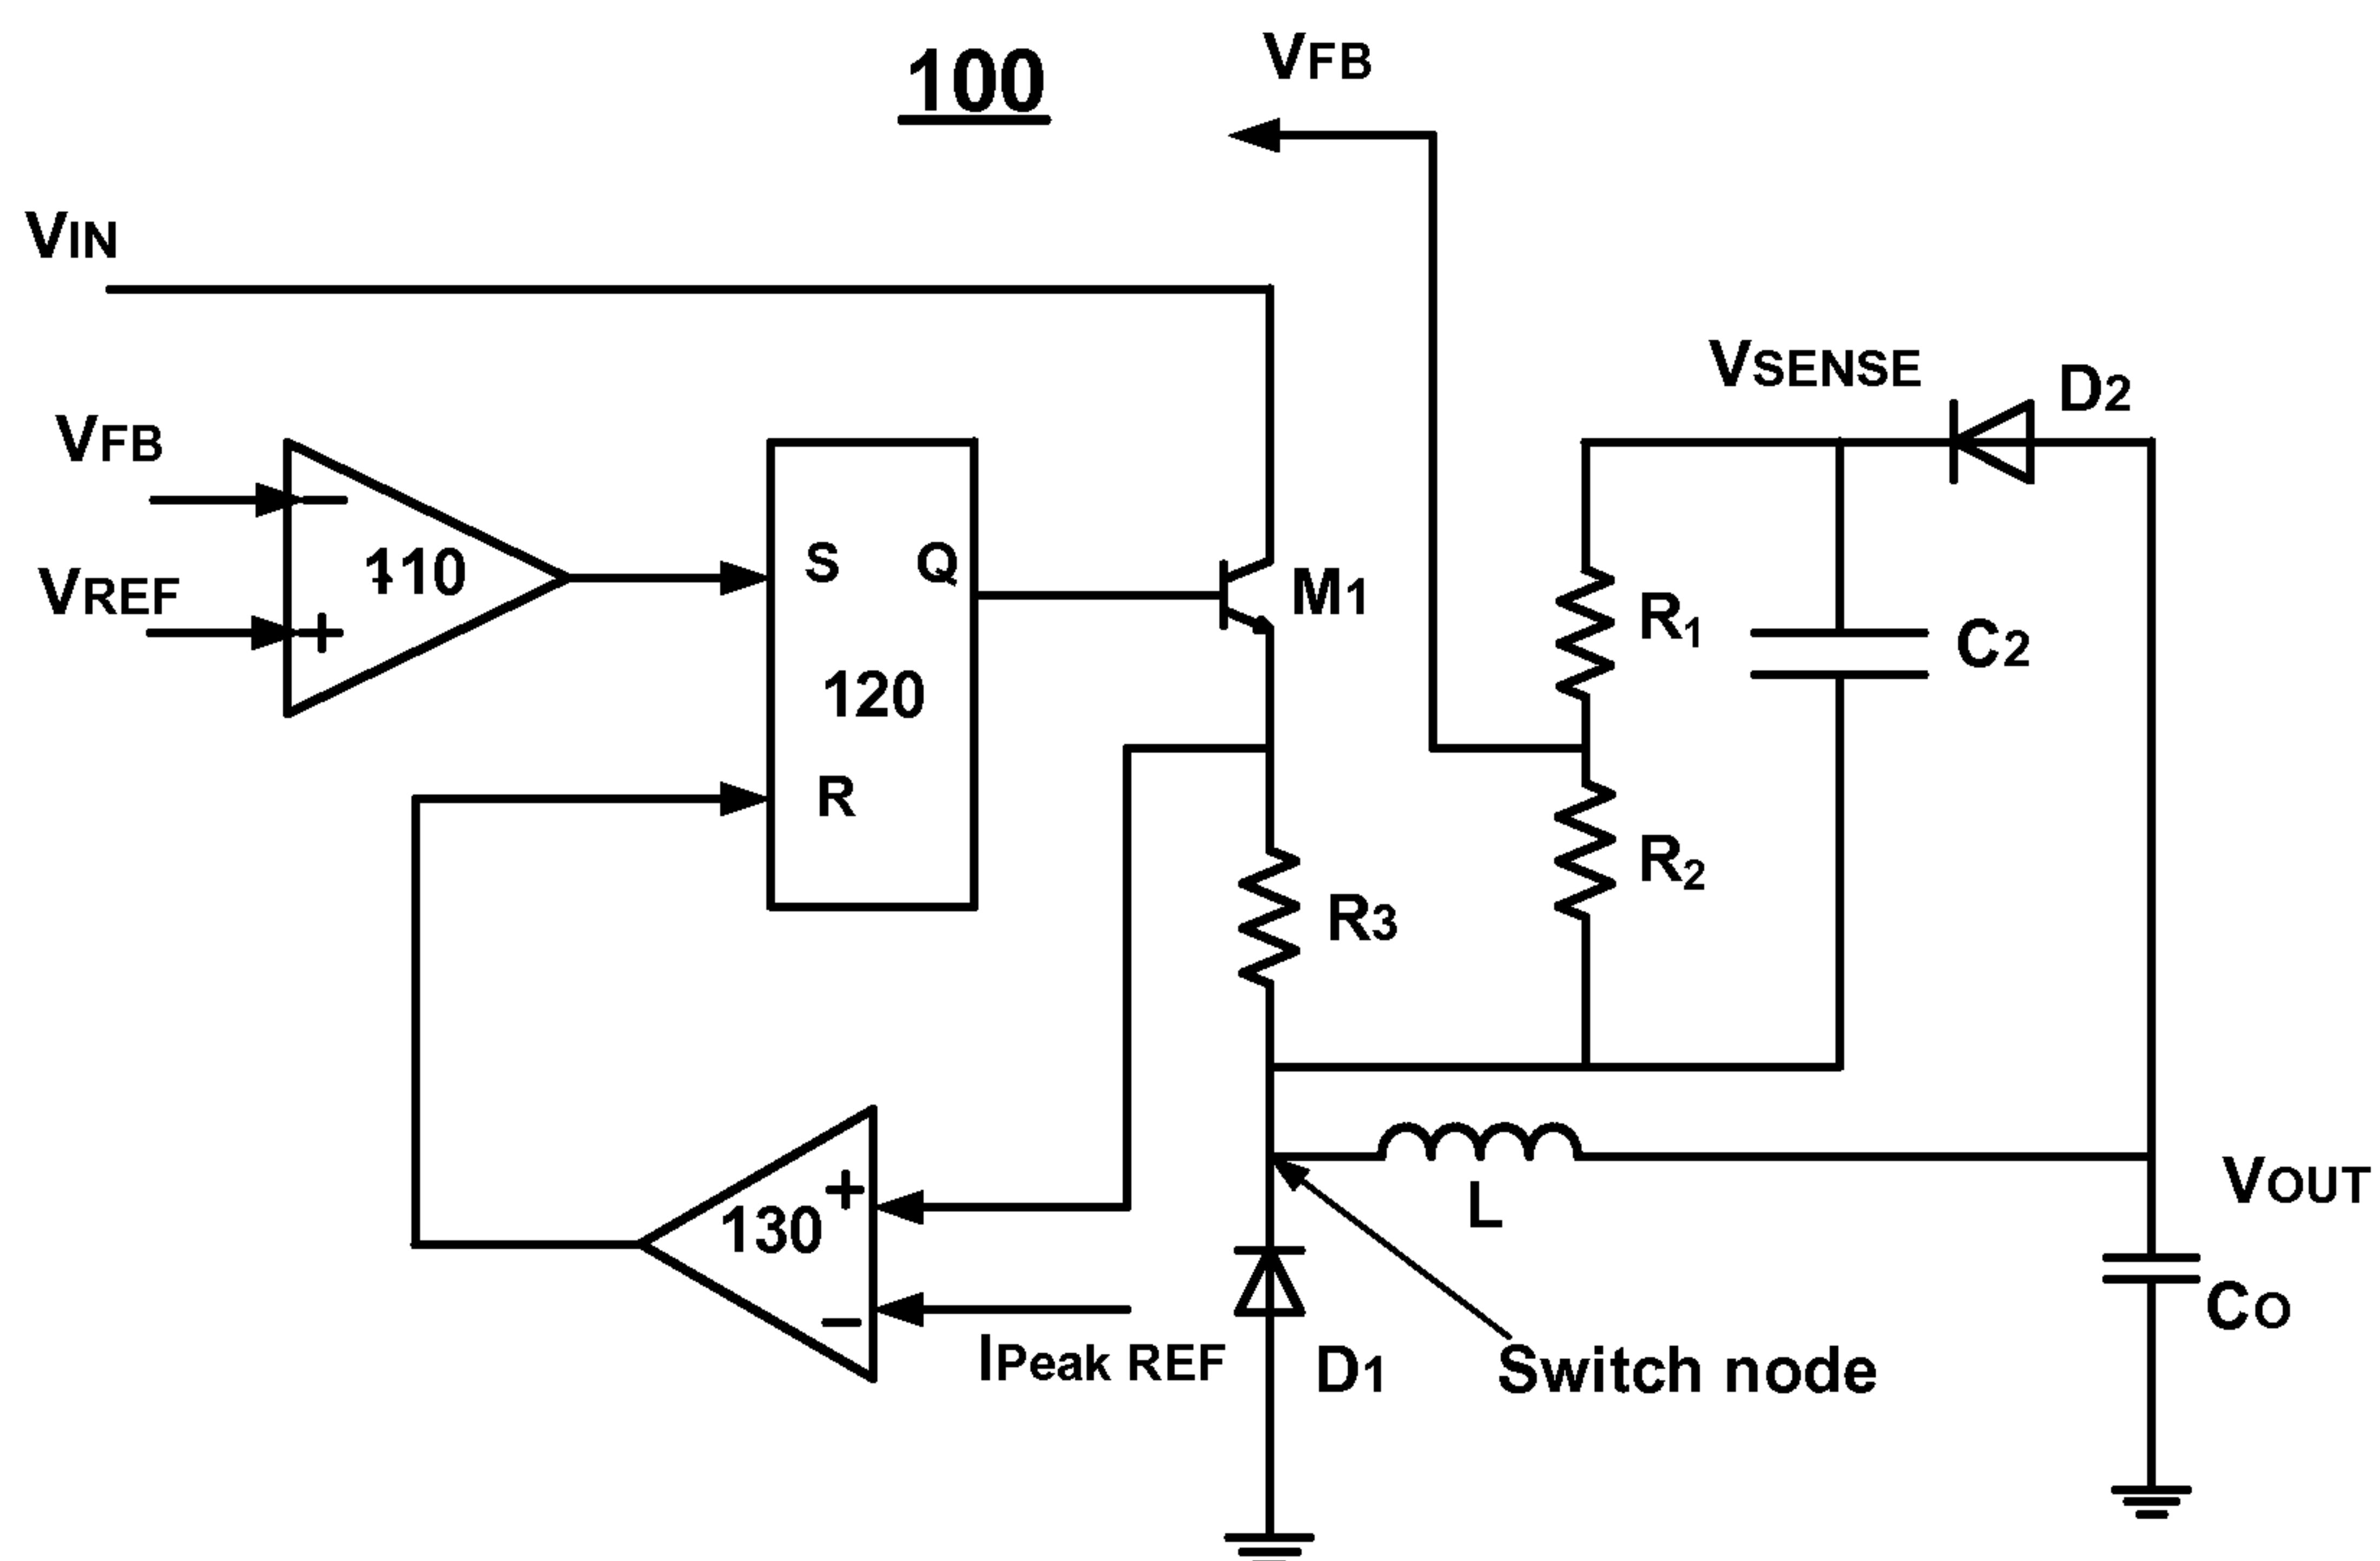 100
VFB
VIN
VSENSE
D2
VFB
VREF
−
+
110
S
Q
120
R
M1
R1
C2
R2
R3
130
+
−
IPeak REF
L
VOUT
CO
D1
Switch node